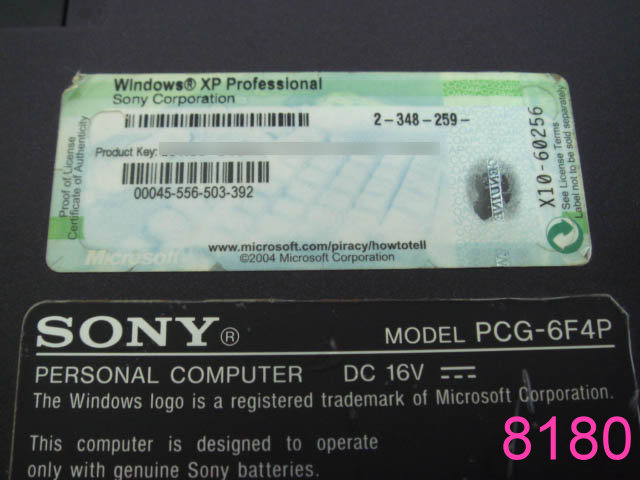 Windows® XP Professional
Sony Corporation
2-348-259-
Product Key:
00045-556-503-392
Proof of License
Certificate of Authenticity
X10-60256
See License Terms
Label not to be sold separately
GENUINE
www.microsoft.com/piracy/howtotell
©2004 Microsoft Corporation
Microsoft
SONY®
MODEL PCG-6F4P
PERSONAL COMPUTER DC 16V
The Windows logo is a registered trademark of Microsoft Corporation.
This computer is designed to operate
only with genuine Sony batteries.
8180